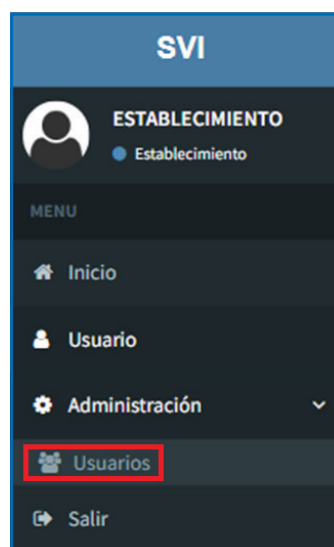 SVI
ESTABLECIMIENTO
Establecimiento
MENU
Inicio
Usuario
Administración
Usuarios
Salir